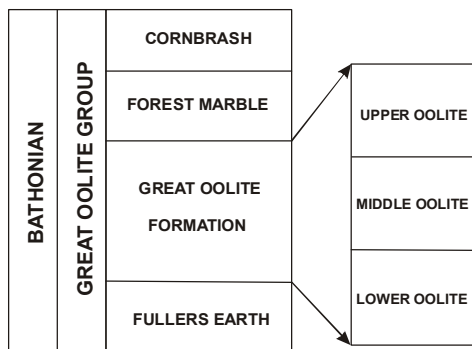 BATHONIAN
GREAT OOLITE GROUP
CORNBRASH
FOREST MARBLE
GREAT OOLITE
FORMATION
FULLERS EARTH
UPPER OOLITE
MIDDLE OOLITE
LOWER OOLITE